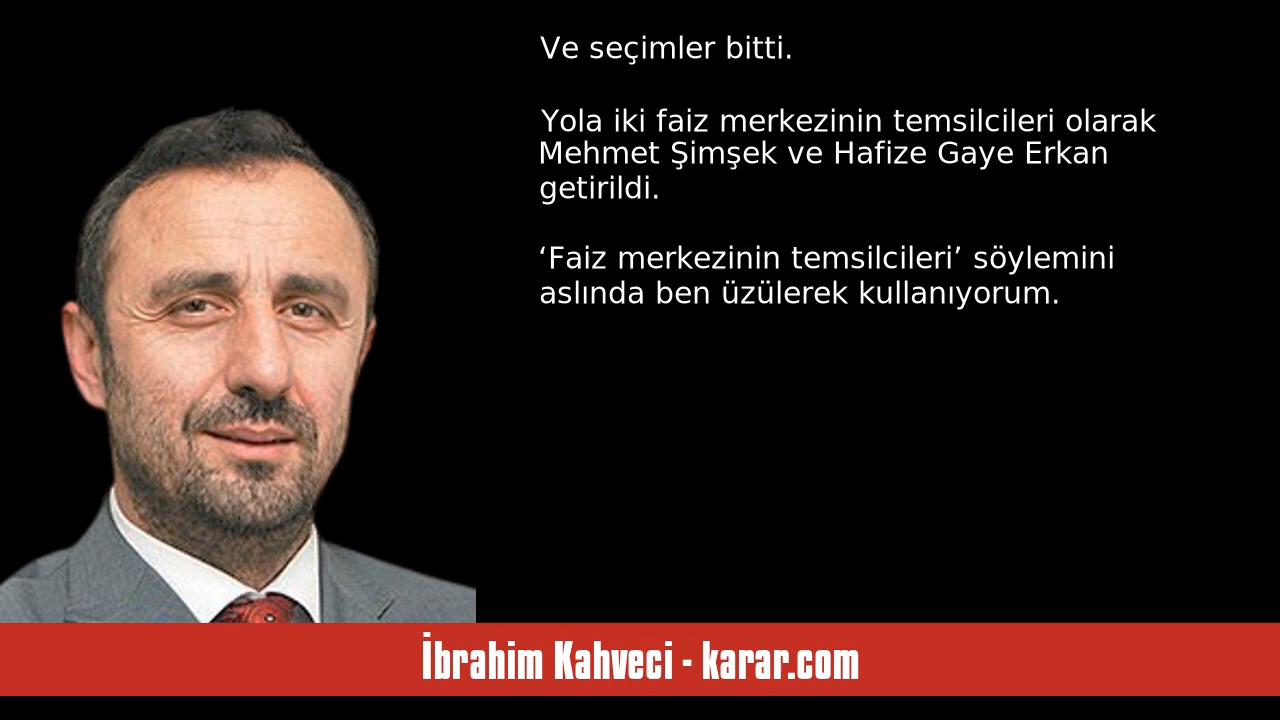 Ve seçimler bitti.
Yola iki faiz merkezinin temsilcileri olarak
Mehmet Şimşek ve Hafize Gaye Erkan
getirildi.
‘Faiz merkezinin temsilcileri’ söylemini
aslında ben üzülerek kullanıyorum.
İbrahim Kahveci - karar.com